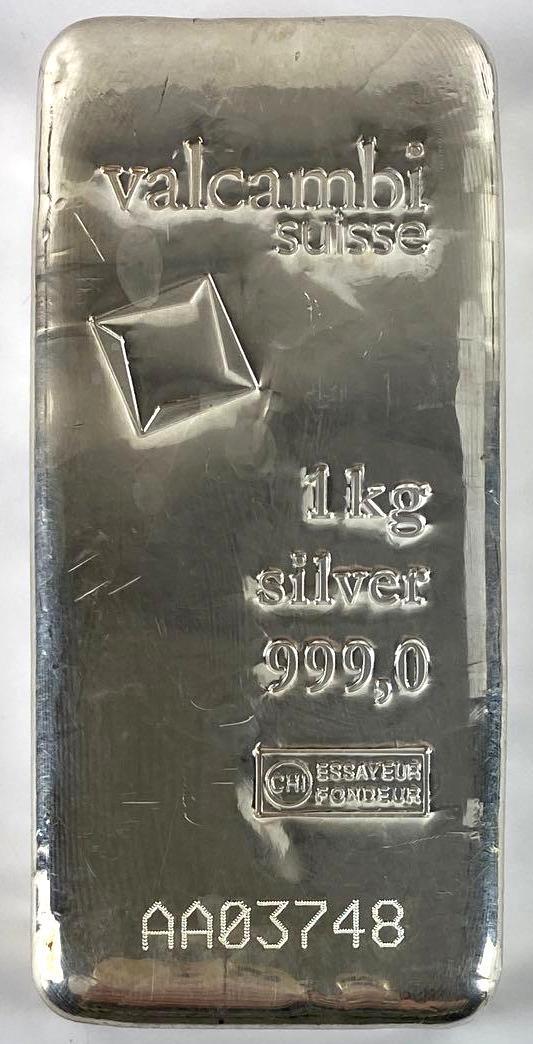 valcambi
suisse
1kg
silver
999,0
CHI ESSAYEUR
FONDEUR
AA03748